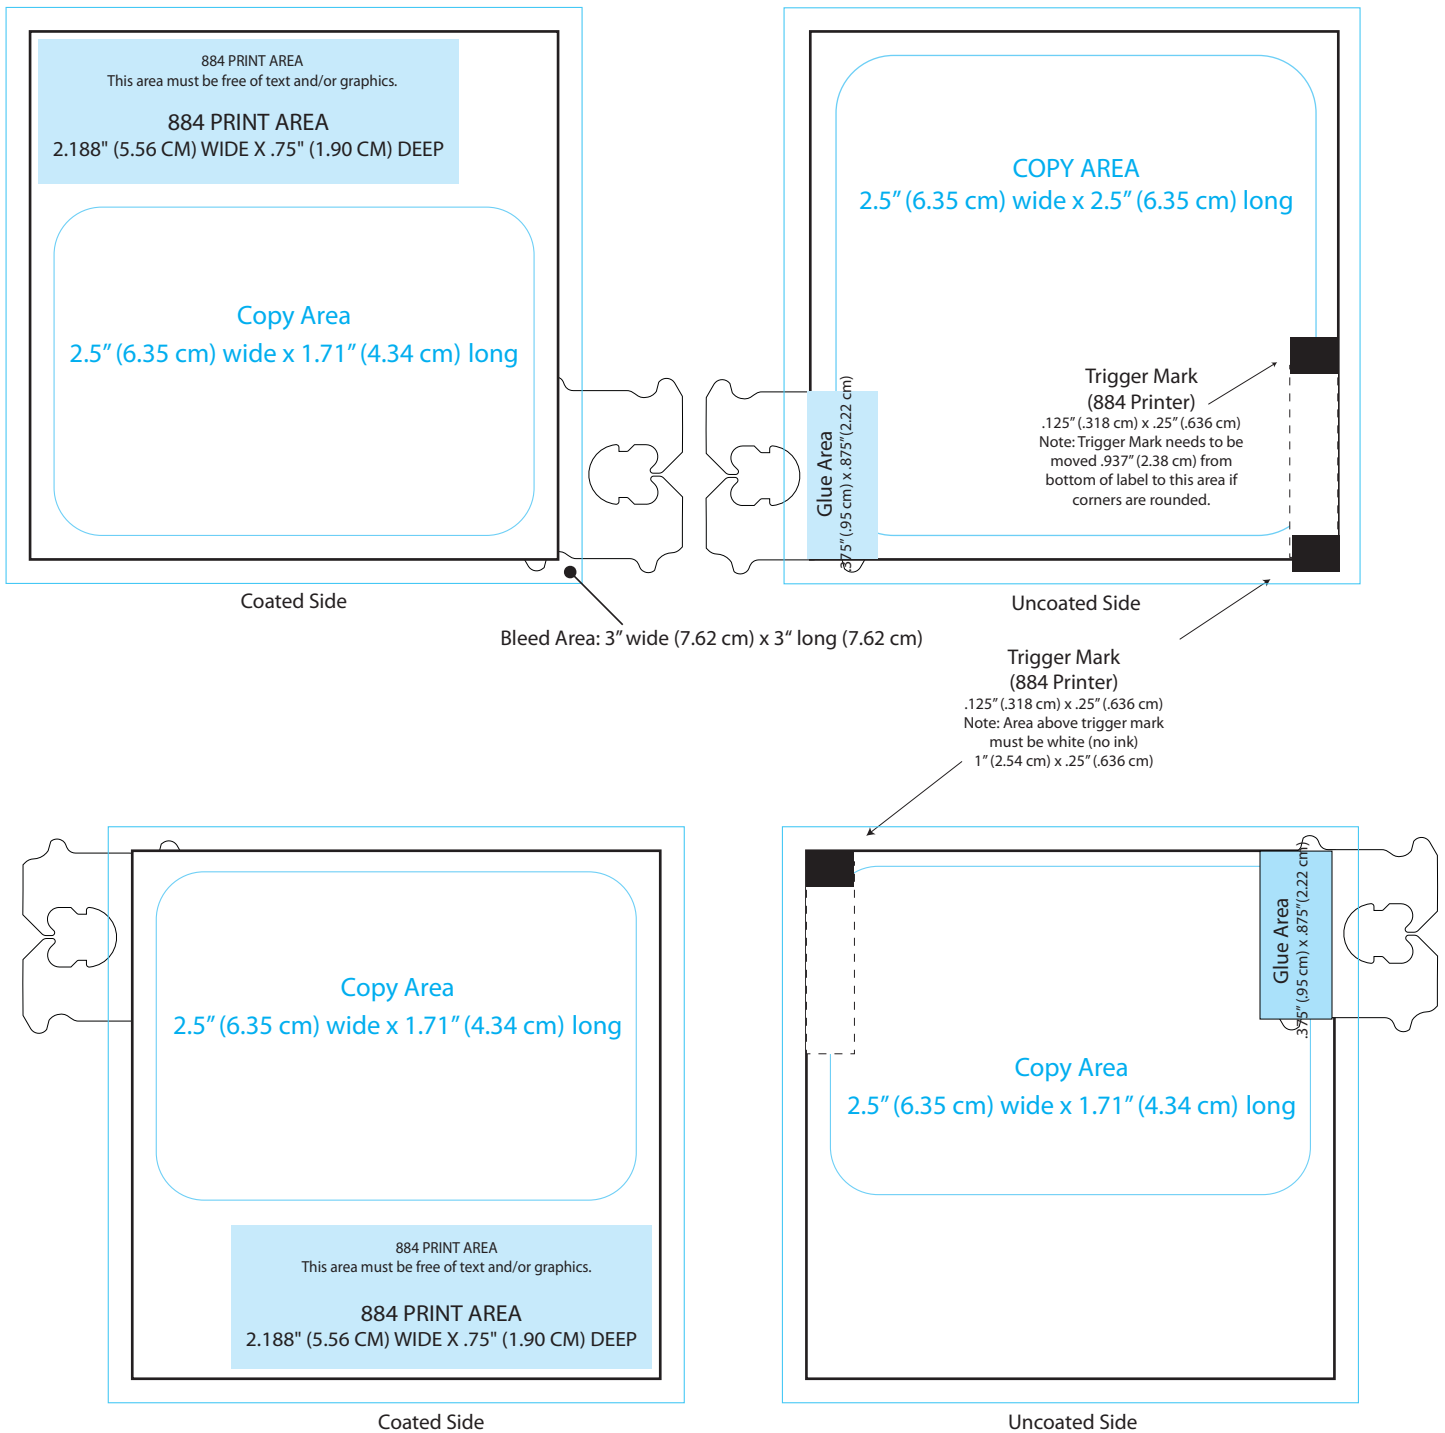 884 PRINT AREA
This area must be free of text and/or graphics.
884 PRINT AREA
2.188" (5.56 CM) WIDE X .75" (1.90 CM) DEEP
Copy Area
2.5” (6.35 cm) wide x 1.71” (4.34 cm) long
Coated Side
Bleed Area: 3” wide (7.62 cm) x 3“ long (7.62 cm)
COPY AREA
2.5” (6.35 cm) wide x 2.5” (6.35 cm) long
Glue Area
.375” (.95 cm) x .875” (2.22 cm)
Trigger Mark
(884 Printer)
.125” (.318 cm) x .25” (.636 cm)
Note: Trigger Mark needs to be
moved .937” (2.38 cm) from
bottom of label to this area if
corners are rounded.
Uncoated Side
Trigger Mark
(884 Printer)
.125” (.318 cm) x .25” (.636 cm)
Note: Area above trigger mark
must be white (no ink)
1” (2.54 cm) x .25” (.636 cm)
Copy Area
2.5” (6.35 cm) wide x 1.71” (4.34 cm) long
884 PRINT AREA
This area must be free of text and/or graphics.
884 PRINT AREA
2.188" (5.56 CM) WIDE X .75" (1.90 CM) DEEP
Coated Side
Glue Area
.375” (.95 cm) x .875” (2.22 cm)
Copy Area
2.5” (6.35 cm) wide x 1.71” (4.34 cm) long
Uncoated Side